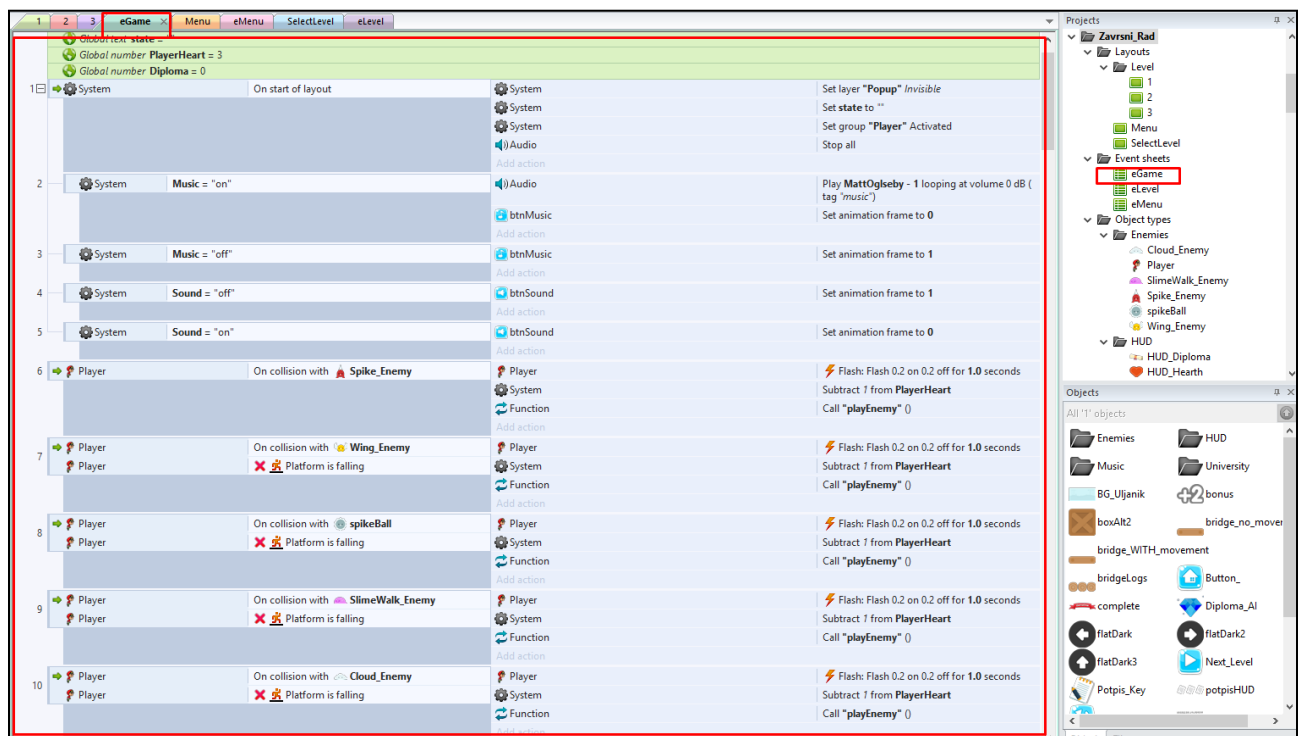 1 2 3 eGame × Menu eMenu SelectLevel eLevel
Global text state = ""
Global number PlayerHeart = 3
Global number Diploma = 0
1 System On start of layout System Set layer "Popup" Invisible
System Set state to ""
System Set group "Player" Activated
Audio Stop all
Add action
2 System Music = "on" Audio Play MattOglseby - 1 looping at volume 0 dB (
tag "music")
btnMusic Set animation frame to 0
Add action
3 System Music = "off" btnMusic Set animation frame to 1
Add action
4 System Sound = "off" btnSound Set animation frame to 1
Add action
5 System Sound = "on" btnSound Set animation frame to 0
Add action
6 Player On collision with Spike_Enemy Player Flash: Flash 0.2 on 0.2 off for 1.0 seconds
System Subtract 1 from PlayerHeart
Function Call "playEnemy" ()
Add action
7 Player On collision with Wing_Enemy Player Flash: Flash 0.2 on 0.2 off for 1.0 seconds
Player Platform is falling System Subtract 1 from PlayerHeart
Function Call "playEnemy" ()
Add action
8 Player On collision with spikeBall Player Flash: Flash 0.2 on 0.2 off for 1.0 seconds
Player Platform is falling System Subtract 1 from PlayerHeart
Function Call "playEnemy" ()
Add action
9 Player On collision with SlimeWalk_Enemy Player Flash: Flash 0.2 on 0.2 off for 1.0 seconds
Player Platform is falling System Subtract 1 from PlayerHeart
Function Call "playEnemy" ()
Add action
10 Player On collision with Cloud_Enemy Player Flash: Flash 0.2 on 0.2 off for 1.0 seconds
Player Platform is falling System Subtract 1 from PlayerHeart
Function Call "playEnemy" ()
Add action
Projects
Zavrsni_Rad
Layouts
Level
1
2
3
Menu
SelectLevel
Event sheets
eGame
eLevel
eMenu
Object types
Enemies
Cloud_Enemy
Player
SlimeWalk_Enemy
Spike_Enemy
spikeBall
Wing_Enemy
HUD
HUD_Diploma
HUD_Hearth
Objects
All '1' objects
Enemies HUD
Music University
BG_Uljanik bonus
boxAlt2 bridge_no_mover
bridge_WITH_movement
bridgeLogs Button_
complete Diploma_AI
flatDark flatDark2
flatDark3 Next_Level
Potpis_Key potpisHUD